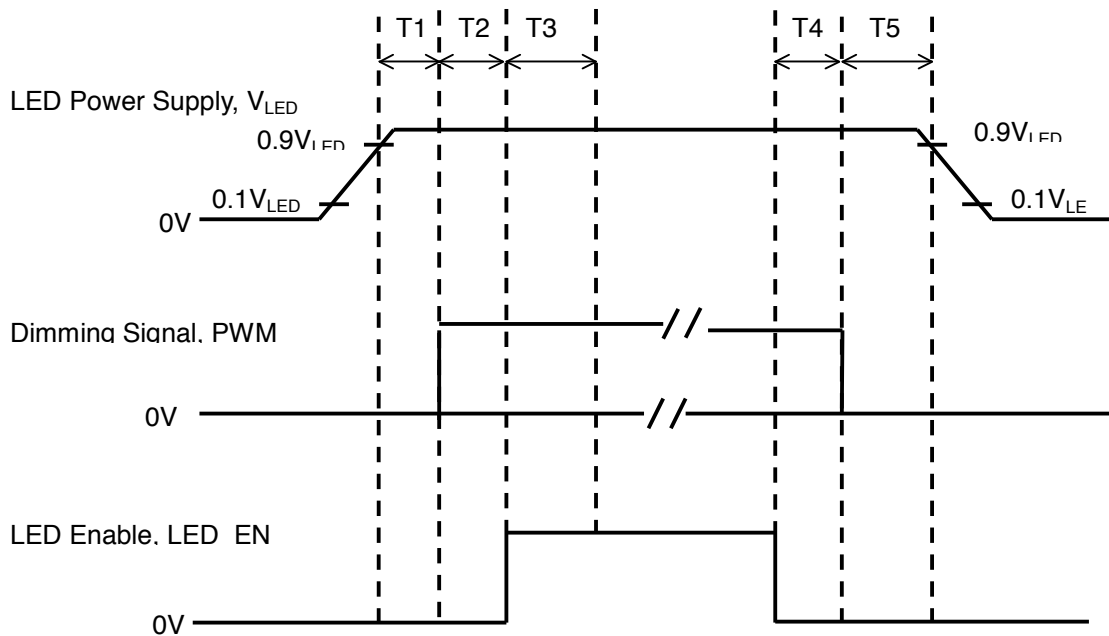 T1 T2 T3 T4 T5
LED Power Supply, VLED
0.9VLED
0.9VLED
0.1VLED
0.1VLE
0V
Dimming Signal, PWM
0V
LED Enable, LED EN
0V